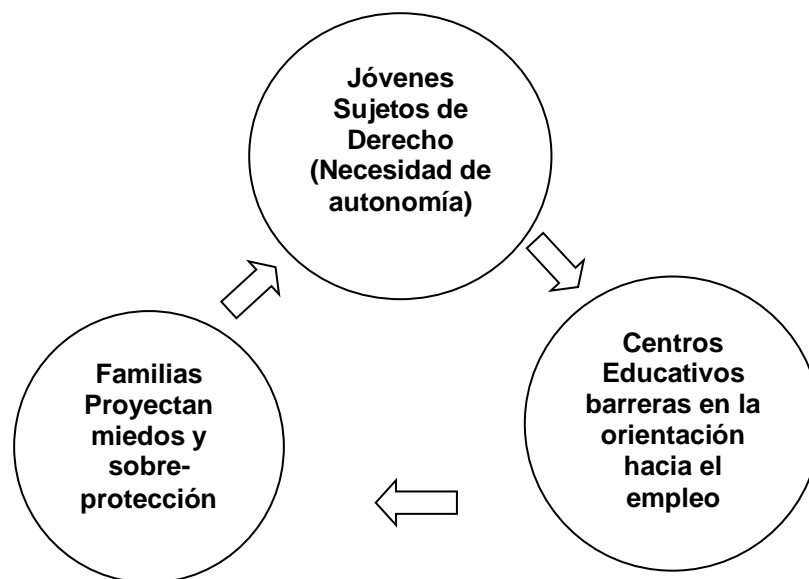 Jóvenes
Sujetos de
Derecho
(Necesidad de
autonomía)
Familias
Proyectan
miedos y
sobre-
protección
Centros
Educativos
barreras en la
orientación
hacia el
empleo